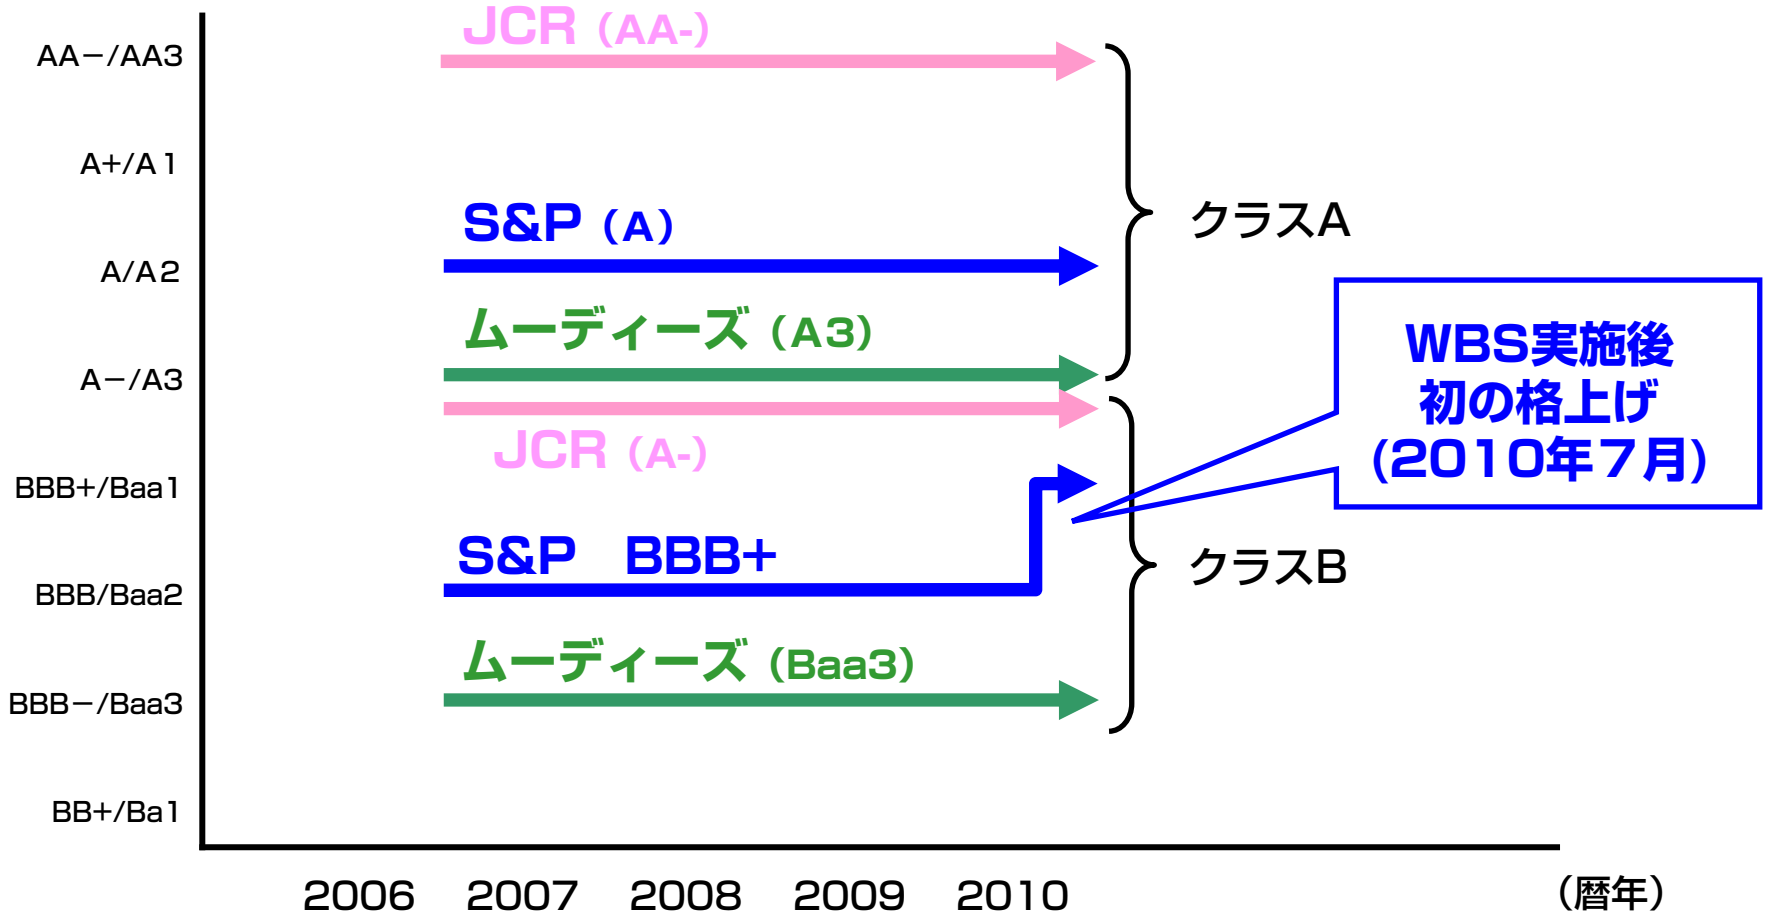 JCR（AA-）
AA－/AA3
A+/A１
S&P（A）
クラスA
A/A２
ムーディーズ（A3）
A－/A3
WBS実施後
初の格上げ
(2010年７月)
JCR（A-）
BBB+/Baa1
S&P　BBB+
クラスB
BBB/Baa2
ムーディーズ（Baa3）
BBB－/Baa3
BB+/Ba1
2006 2007 2008 2009 2010 （暦年）